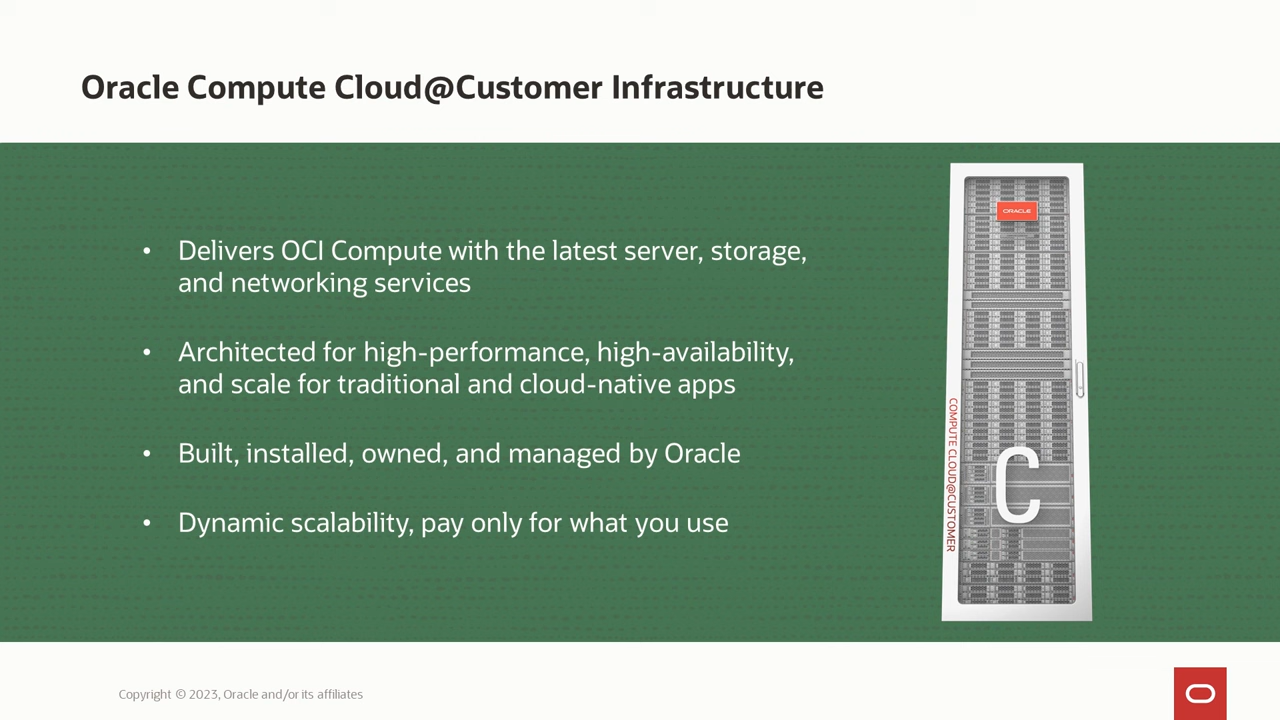 Oracle Compute Cloud@Customer Infrastructure
• Delivers OCI Compute with the latest server, storage,
and networking services
• Architected for high-performance, high-availability,
and scale for traditional and cloud-native apps
• Built, installed, owned, and managed by Oracle
• Dynamic scalability, pay only for what you use
ORACLE
COMPUTE CLOUD@CUSTOMER
C
Copyright © 2023, Oracle and/or its affiliates